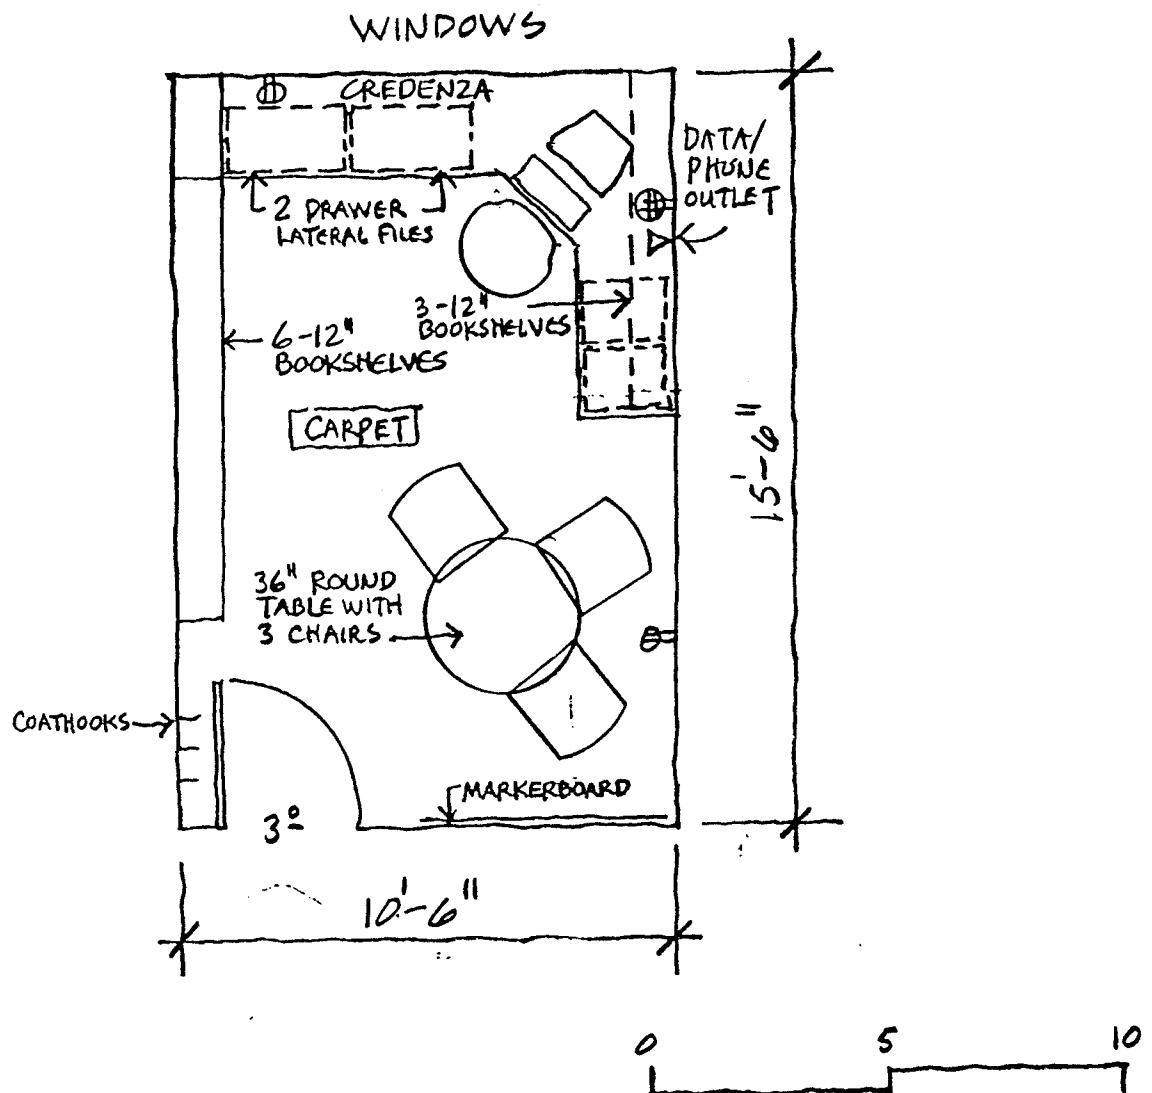 WINDOWS
CREDENZA
DATA/
PHONE
OUTLET
2 DRAWER
LATERAL FILES
3-12"
BOOKSHELVES
6-12"
BOOKSHELVES
CARPET
15'-6"
36" ROUND
TABLE WITH
3 CHAIRS
COATHOOKS
MARKERBOARD
3º
10'-6"
0 5 10